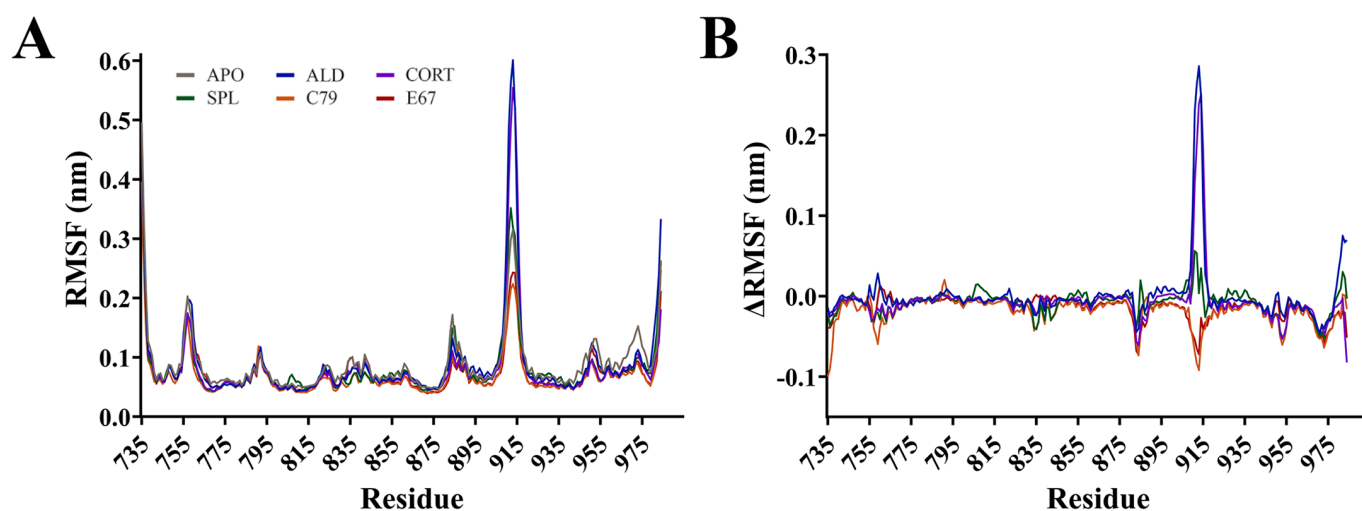 A
RMSF (nm)
0.6
0.5
0.4
0.3
0.2
0.1
0.0
APO ALD CORT
SPL C79 E67
735 755 775 795 815 835 855 875 895 915 935 955 975
Residue
B
ΔRMSF (nm)
0.3
0.2
0.1
0.0
-0.1
735 755 775 795 815 835 855 875 895 915 935 955 975
Residue